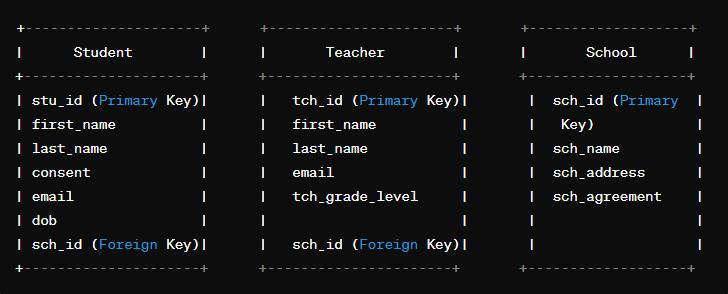 +---------------------+ +----------------------+ +--------------------+
| Student | | Teacher | | School |
+---------------------+ +----------------------+ +--------------------+
| stu_id (Primary Key)| | tch_id (Primary Key)| | sch_id (Primary |
| first_name | | first_name | | Key) |
| last_name | | last_name | | sch_name |
| consent | | email | | sch_address |
| email | | tch_grade_level | | sch_agreement |
| dob | | | | |
| sch_id (Foreign Key)| | sch_id (Foreign Key)| | |
+---------------------+ +----------------------+ +--------------------+